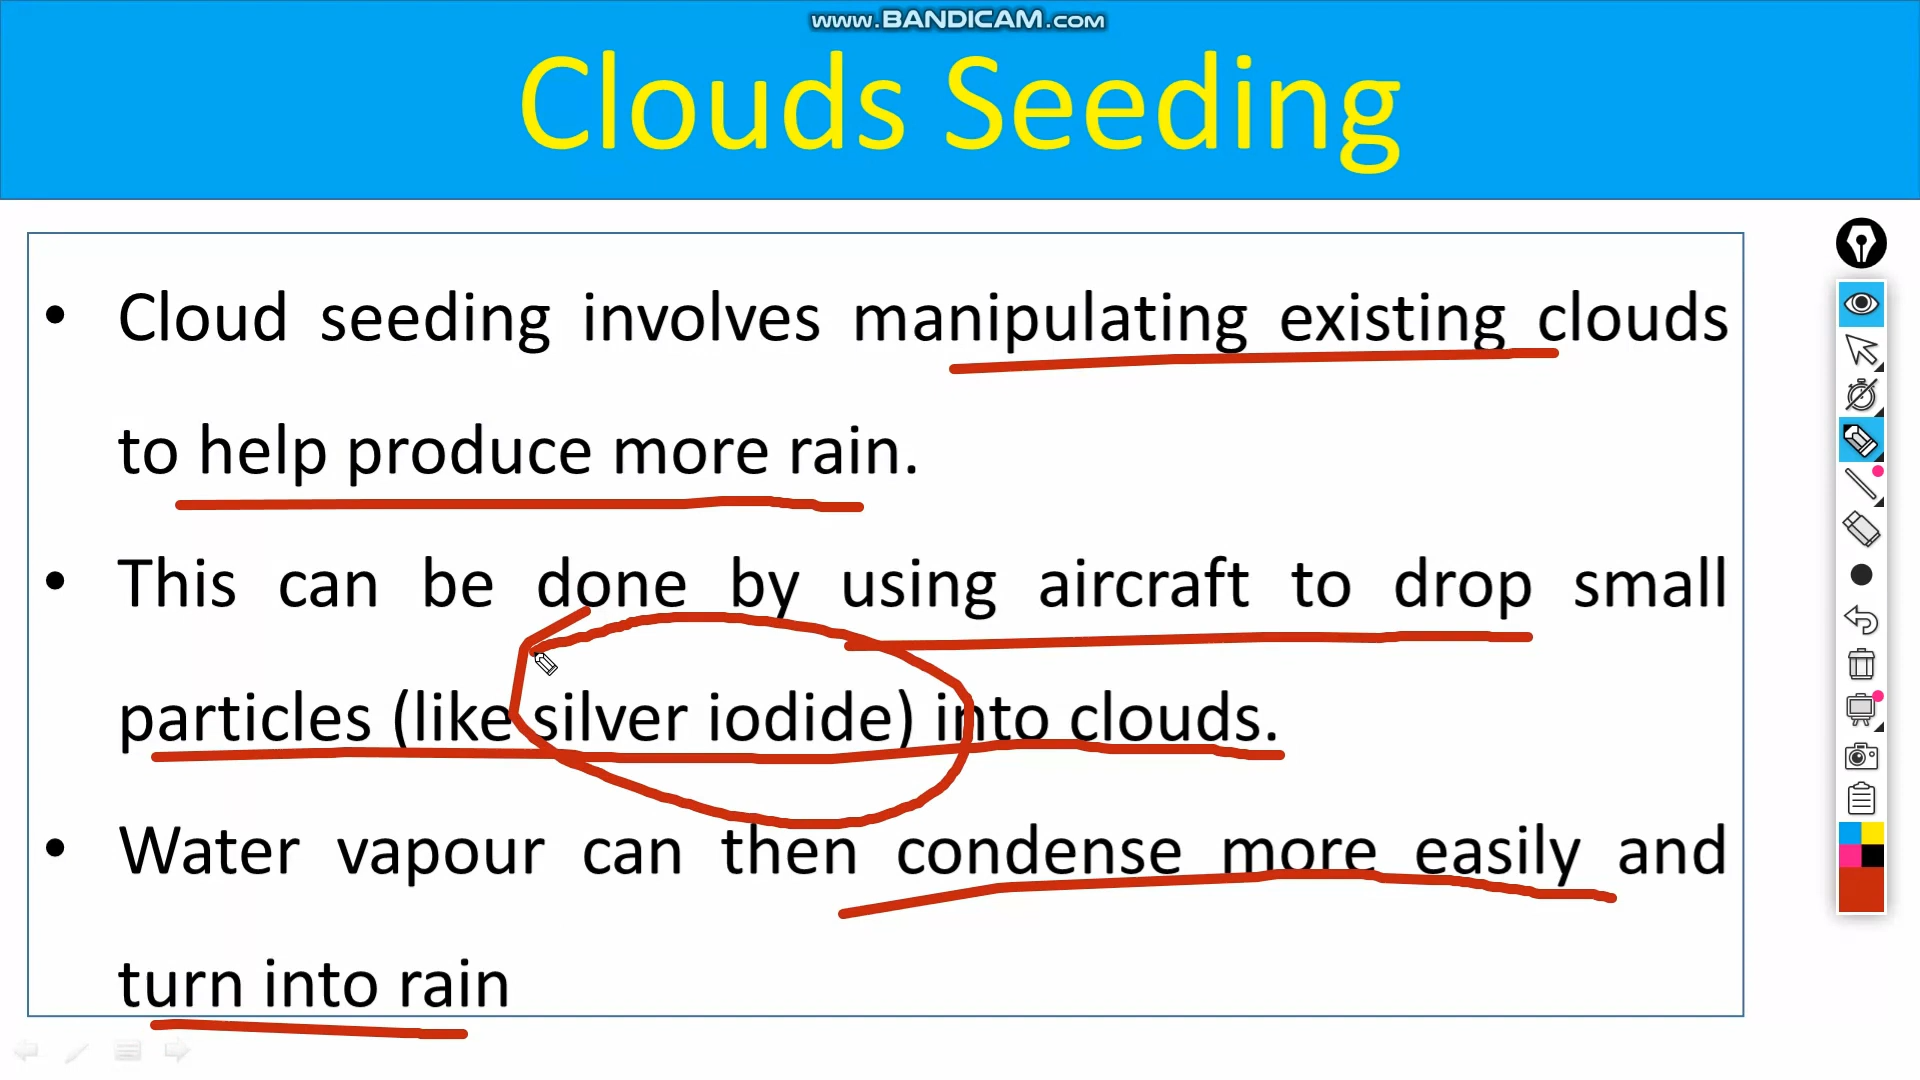 www.BANDICAM.com
Clouds Seeding
• Cloud seeding involves manipulating existing clouds
to help produce more rain.
• This can be done by using aircraft to drop small
particles (like silver iodide) into clouds.
• Water vapour can then condense more easily and
turn into rain